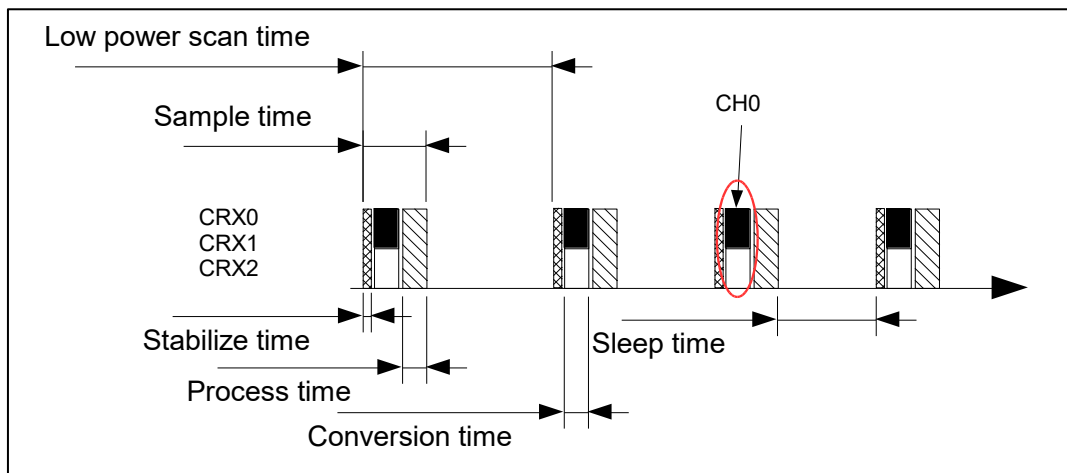 Low power scan time
CH0
Sample time
CRX0
CRX1
CRX2
Stabilize time
Sleep time
Process time
Conversion time